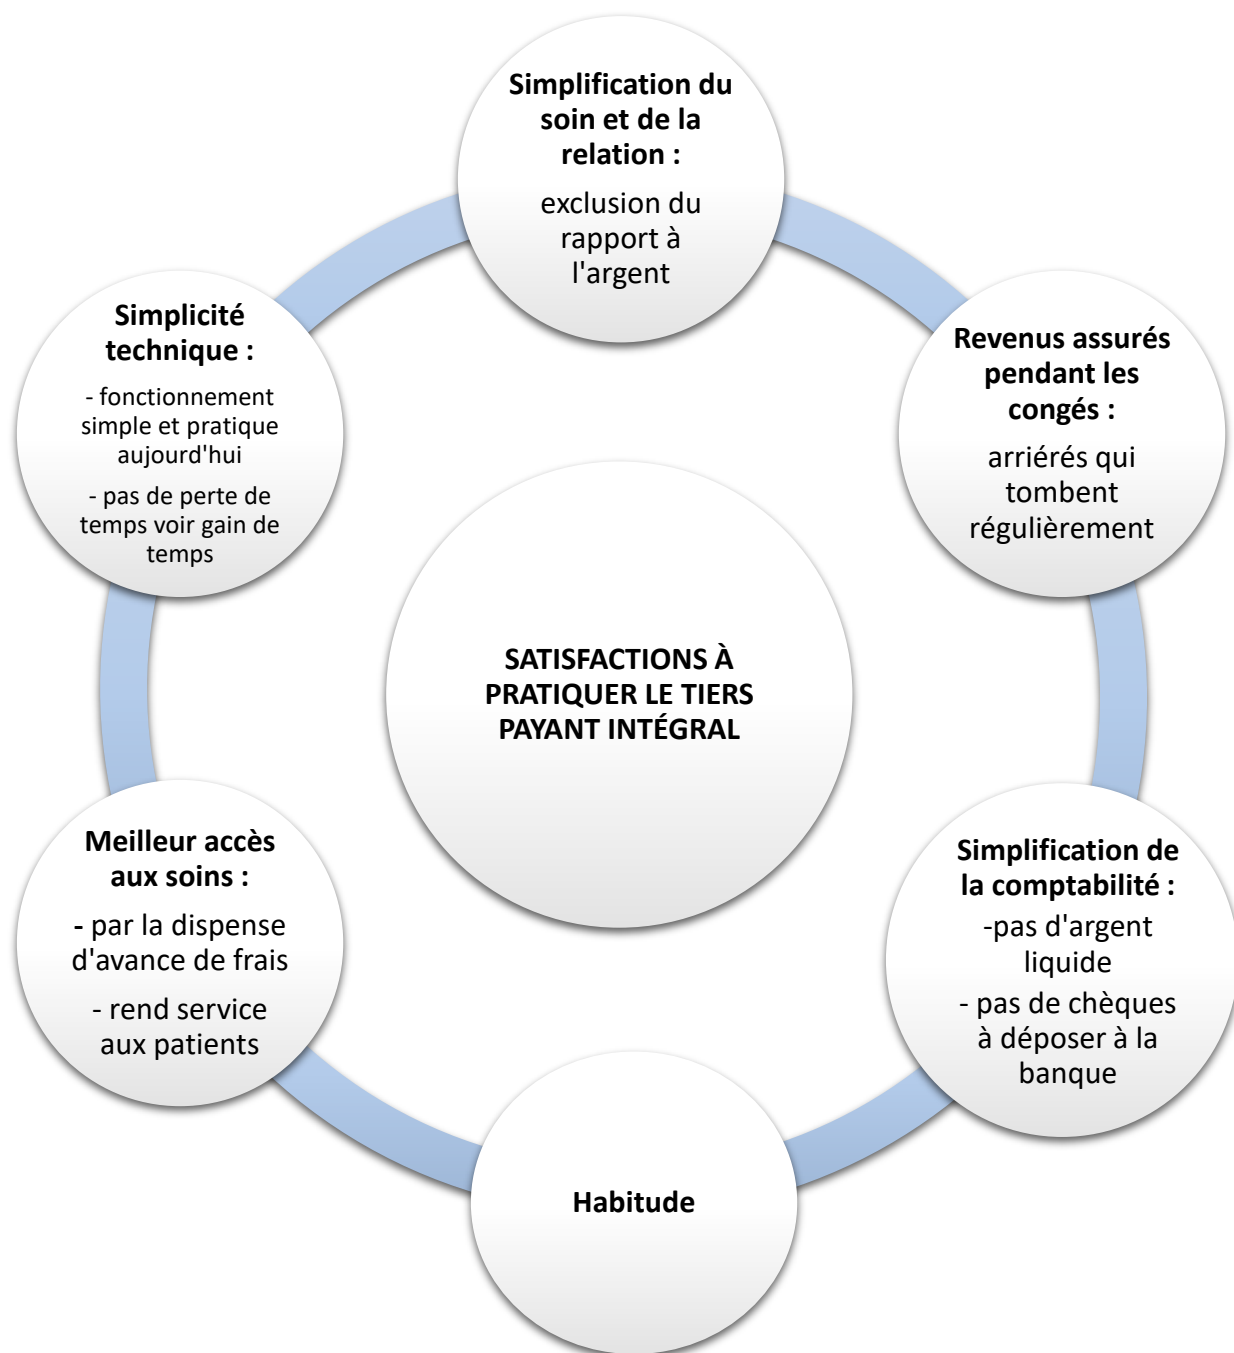 Simplification du
soin et de la
relation :
exclusion du
rapport à
l'argent
Revenus assurés
pendant les
congés :
arriérés qui
tombent
régulièrement
Simplification de
la comptabilité :
-pas d'argent
liquide
- pas de chèques
à déposer à la
banque
Habitude
Meilleur accès
aux soins :
- par la dispense
d'avance de frais
- rend service
aux patients
Simplicité
technique :
- fonctionnement
simple et pratique
aujourd'hui
- pas de perte de
temps voir gain de
temps
SATISFACTIONS À
PRATIQUER LE TIERS
PAYANT INTÉGRAL